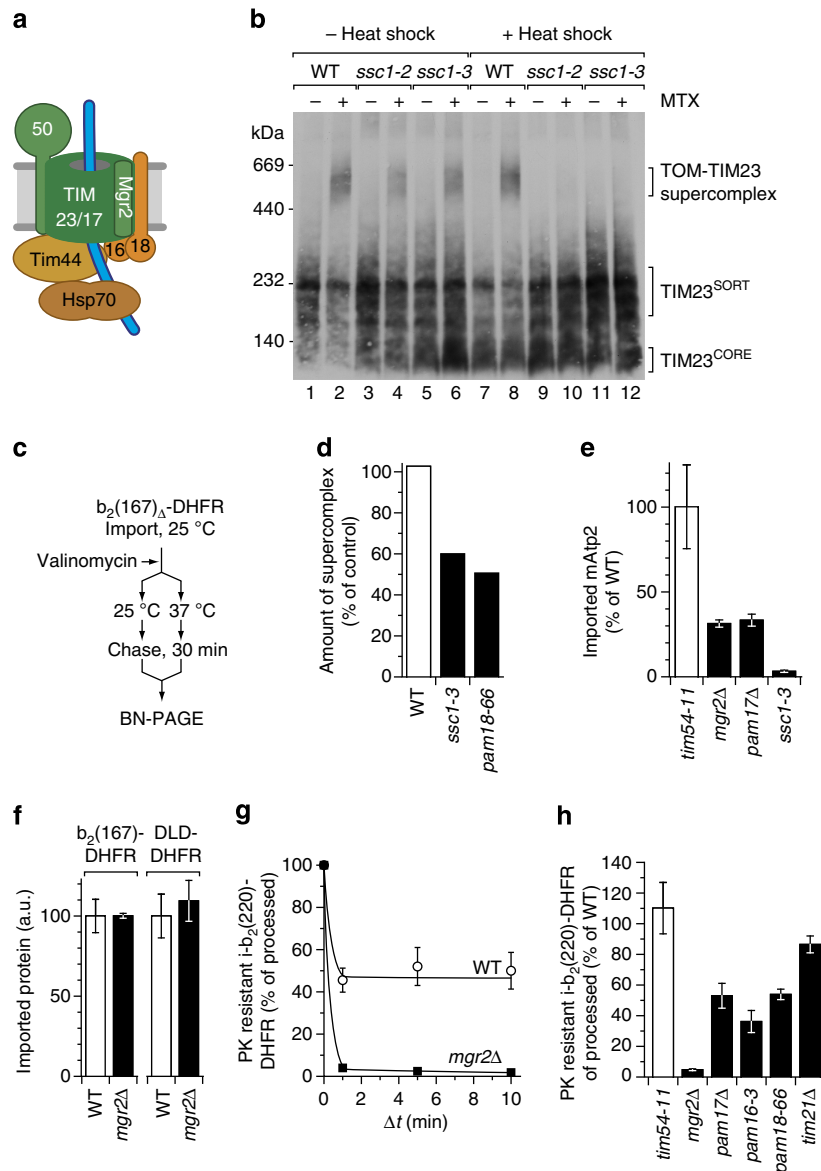 a
50
TIM
23/17
Mgr2
Tim44
16
18
Hsp70
b
– Heat shock
+ Heat shock
WT ssc1-2 ssc1-3 WT ssc1-2 ssc1-3
– + – + – + – + – + – + MTX
kDa
669
440
232
140
TOM-TIM23
supercomplex
TIM23SORT
TIM23CORE
1 2 3 4 5 6 7 8 9 10 11 12
c
b2(167)Δ-DHFR
Import, 25 °C
Valinomycin
25 °C 37 °C
Chase, 30 min
BN-PAGE
d
Amount of supercomplex
(% of control)
100
80
60
40
20
0
WT
ssc1-3
pam18-66
e
Imported mAtp2
(% of WT)
100
50
0
tim54-11
mgr2Δ
pam17Δ
ssc1-3
f
b2(167)-
DHFR
DLD-
DHFR
Imported protein (a.u.)
100
50
0
WT
mgr2Δ
WT
mgr2Δ
g
PK resistant i-b2(220)-
DHFR (% of processed)
100
80
60
40
20
0
WT
mgr2Δ
0 5 10
Δt (min)
h
PK resistant i-b2(220)-DHFR
of processed (% of WT)
140
120
100
80
60
40
20
0
tim54-11
mgr2Δ
pam17Δ
pam16-3
pam18-66
tim21Δ